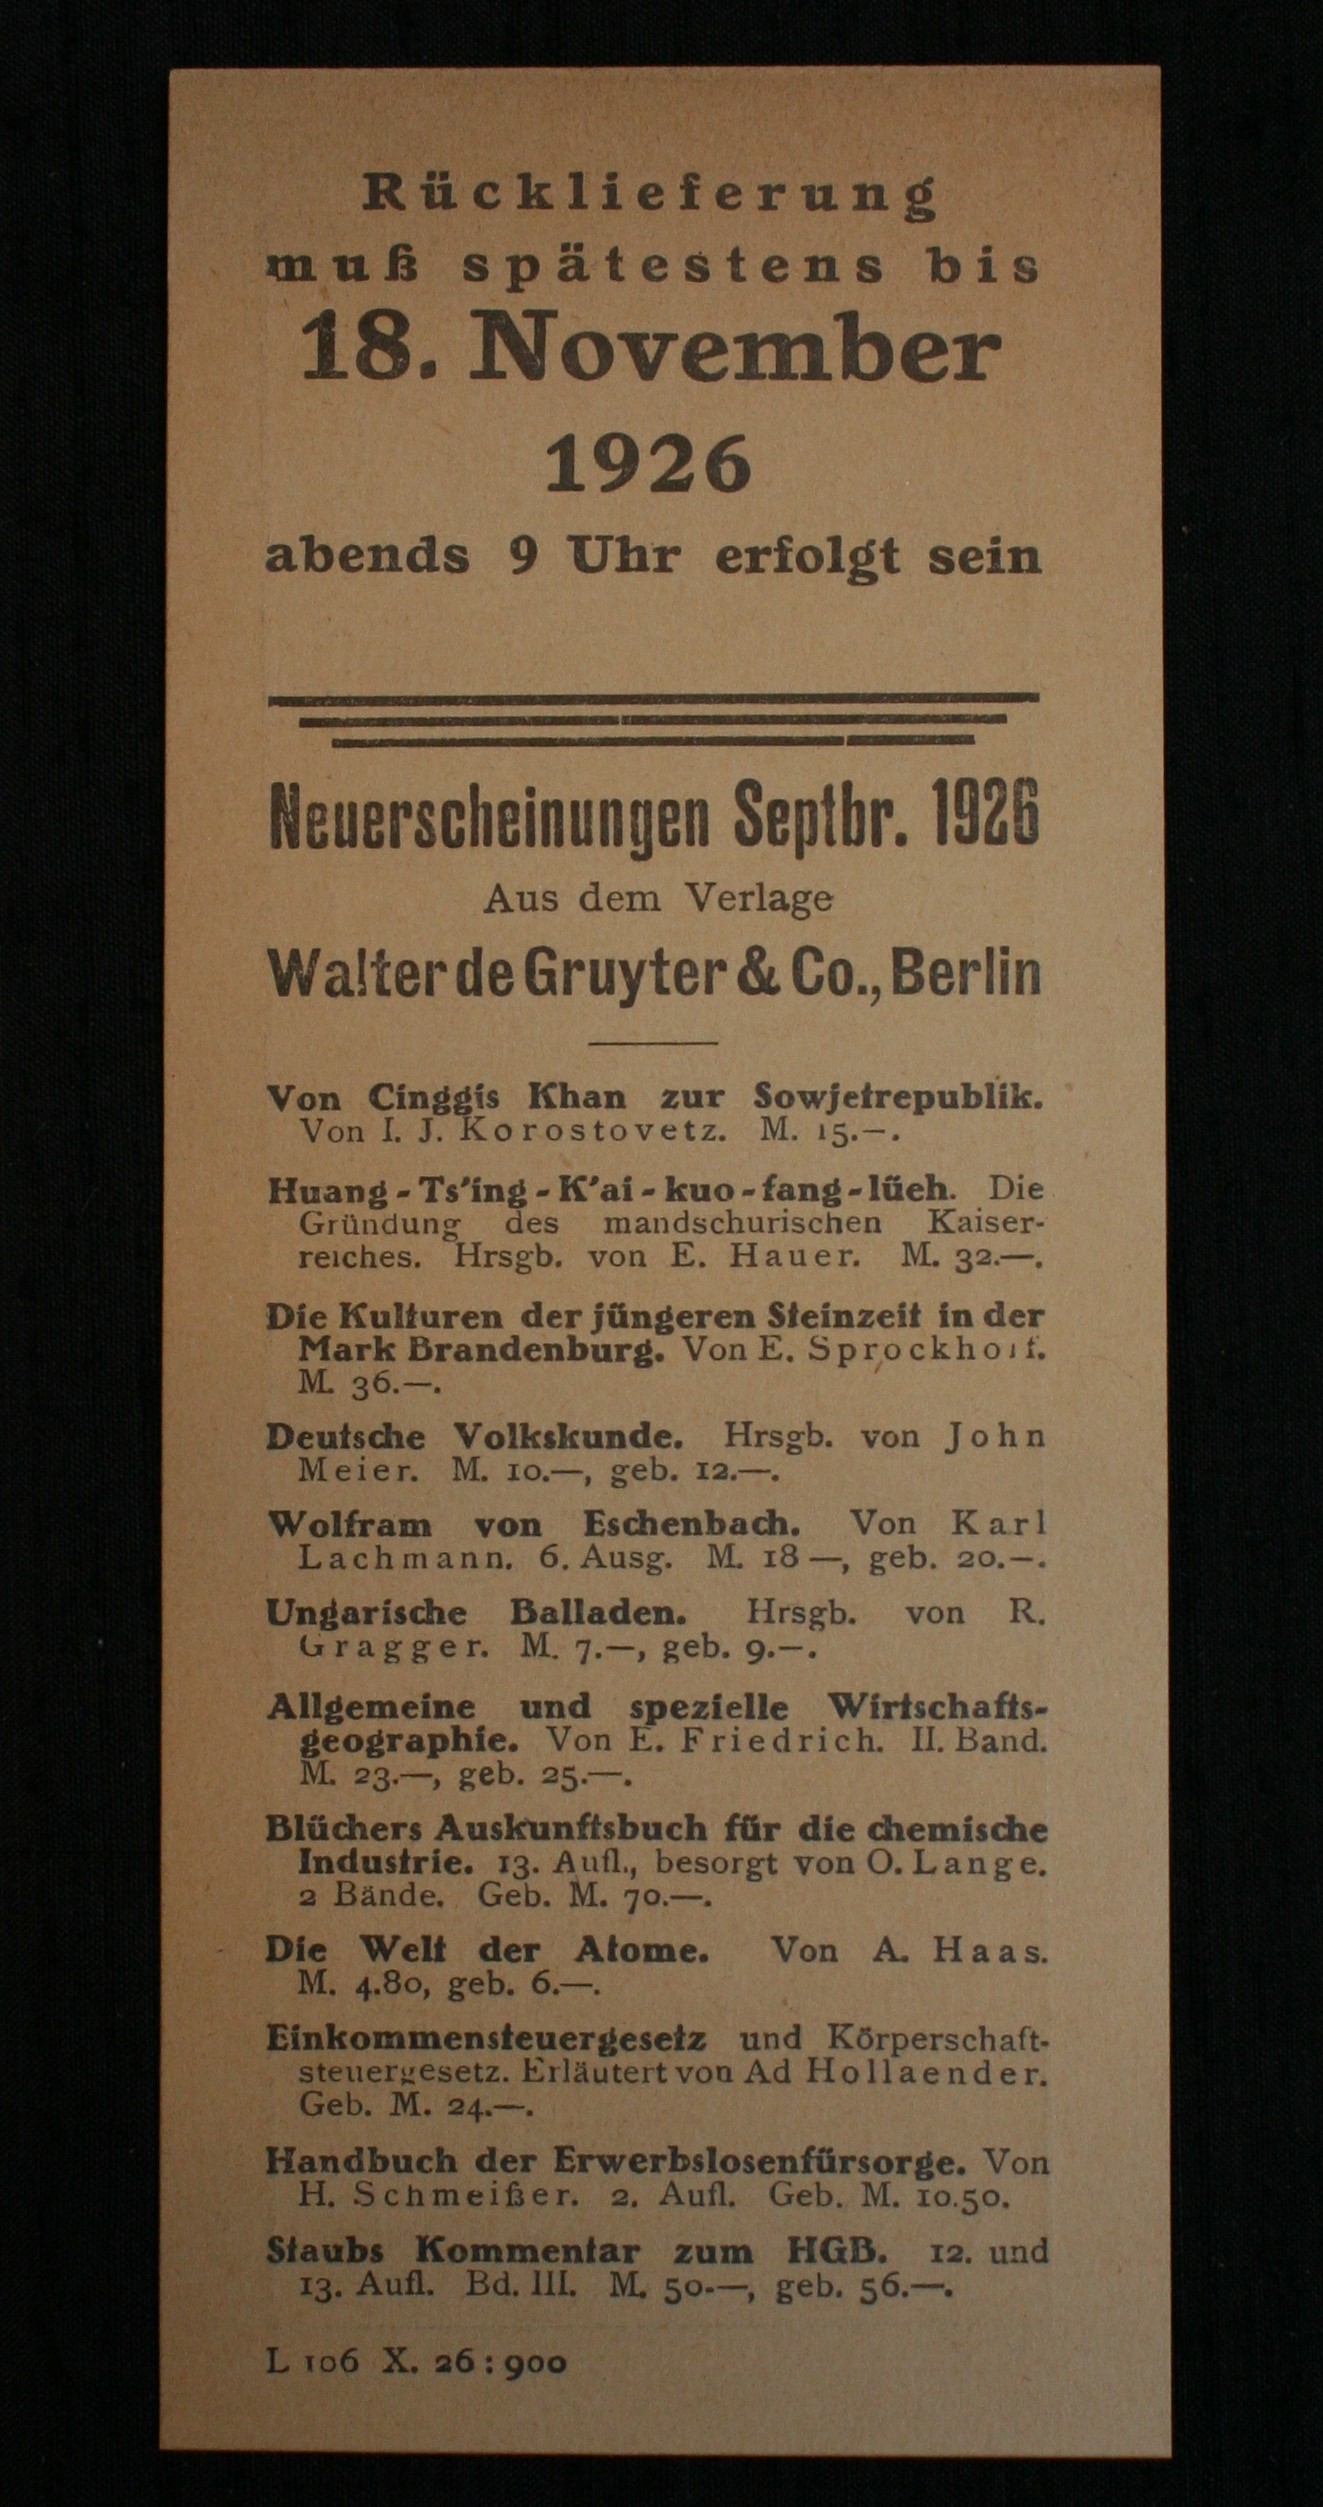 Rücklieferung
muß spätestens bis
18. November
1926
abends 9 Uhr erfolgt sein
Neuerscheinungen Septbr. 1926
Aus dem Verlage
Walter de Gruyter & Co., Berlin
Von Cinggis Khan zur Sowjetrepublik.
Von I. J. Korostovetz. M. 15.—.
Huang-Ts'ing-K'ai-kuo-fang-lüeh. Die
Gründung des mandschurischen Kaiser-
reiches. Hrsgb. von E. Hauer. M. 32.—.
Die Kulturen der jüngeren Steinzeit in der
Mark Brandenburg. Von E. Sprockhoff.
M. 36.—.
Deutsche Volkskunde. Hrsgb. von John
Meier. M. 10.—, geb. 12.—.
Wolfram von Eschenbach. Von Karl
Lachmann. 6. Ausg. M. 18—, geb. 20.—.
Ungarische Balladen. Hrsgb. von R.
Gragger. M. 7.—, geb. 9.—.
Allgemeine und spezielle Wirtschafts-
geographie. Von E. Friedrich. II. Band.
M. 23.—, geb. 25.—.
Blüchers Auskunftsbuch für die chemische
Industrie. 13. Aufl., besorgt von O. Lange.
2 Bände. Geb. M. 70.—.
Die Welt der Atome. Von A. Haas.
M. 4.80, geb. 6.—.
Einkommensteuergesetz und Körperschaft-
steuergesetz. Erläutert von Ad Hollaender.
Geb. M. 24.—.
Handbuch der Erwerbslosenfürsorge. Von
H. Schmeißer. 2. Aufl. Geb. M. 10.50.
Staubs Kommentar zum HGB. 12. und
13. Aufl. Bd. III. M. 50.—, geb. 56.—.
L 106 X. 26 : 900